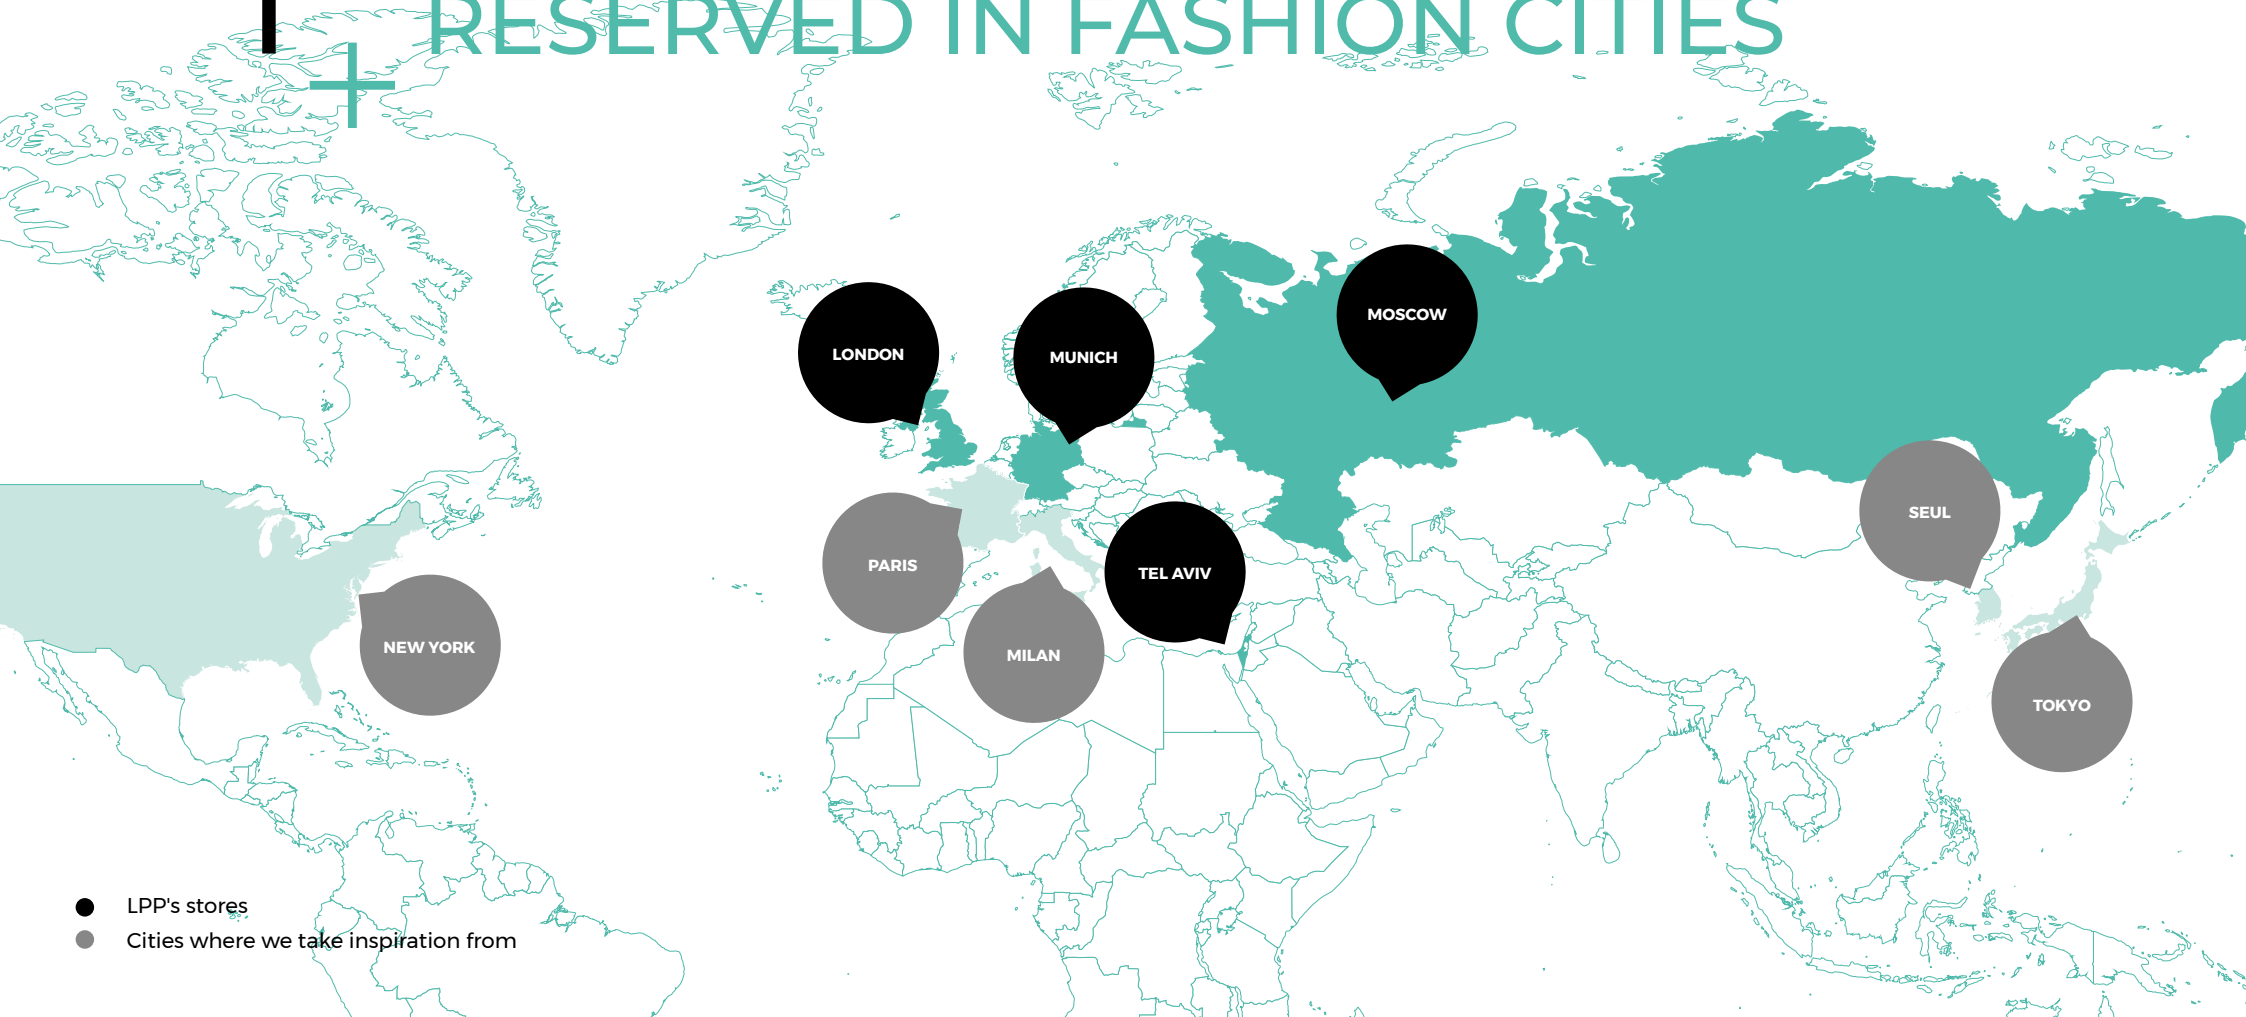 RESERVED IN FASHION CITIES
MOSCOW
LONDON
MUNICH
SEUL
PARIS
TEL AVIV
NEW YORK
MILAN
TOKYO
LPP's stores
Cities where we take inspiration from